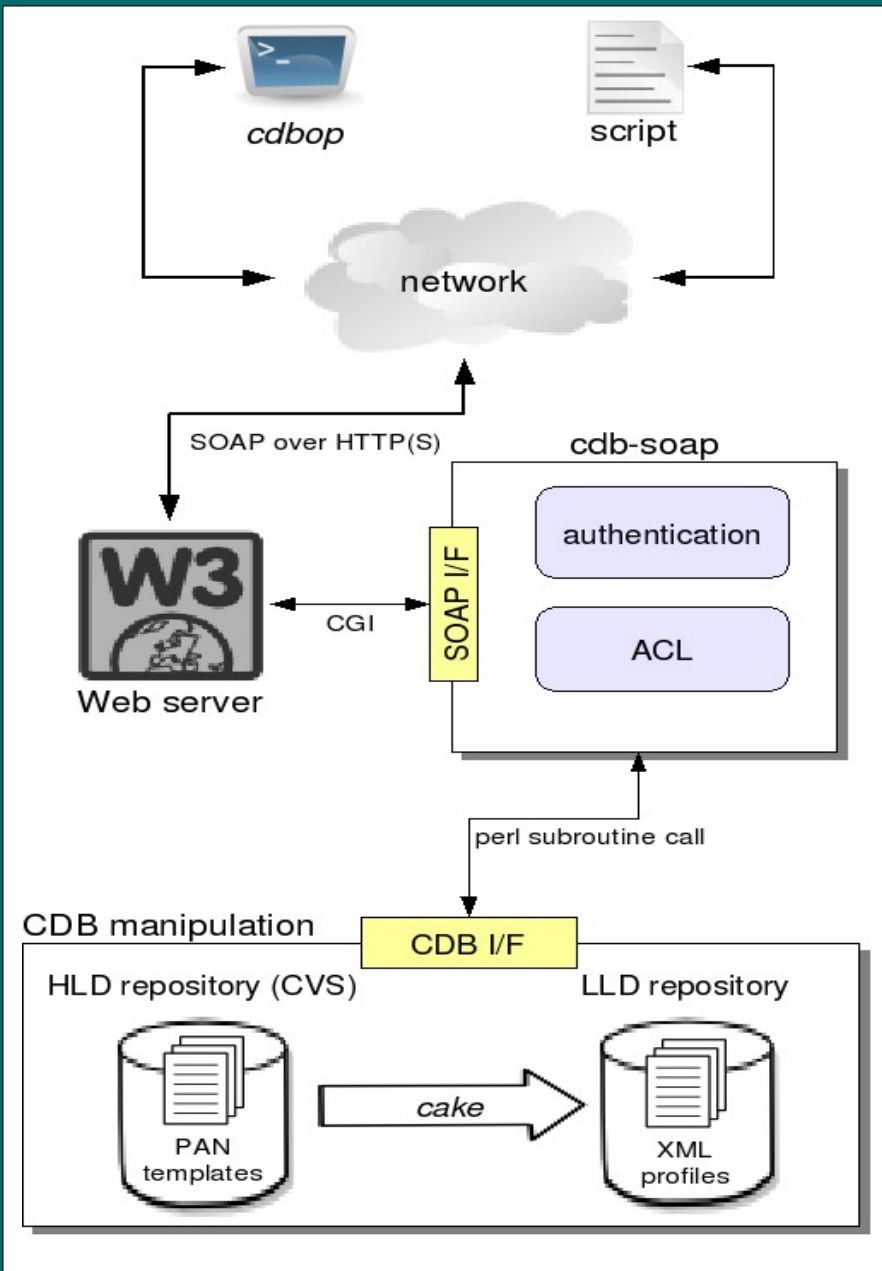 >_
cdbop
script
network
SOAP over HTTP(S)
cdb-soap
authentication
SOAP I/F
W3
CGI
ACL
Web server
perl subroutine call
CDB manipulation
CDB I/F
HLD repository (CVS)
LLD repository
cake
PAN
templates
XML
profiles